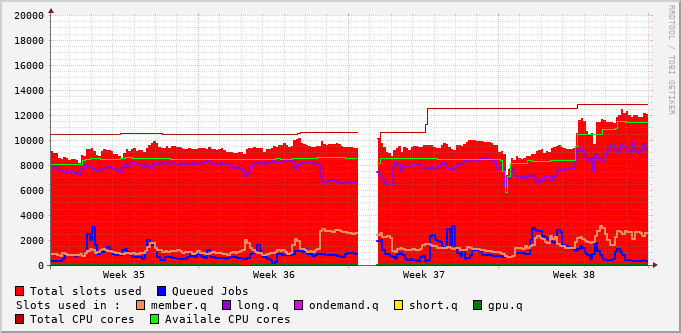 20000
18000
16000
14000
12000
10000
8000
6000
4000
2000
0
RRDTOOL / TOBI OETIKER
Week 35 Week 36 Week 37 Week 38
Total slots used Queued Jobs
Slots used in : member.q long.q ondemand.q short.q gpu.q
Total CPU cores Availale CPU cores